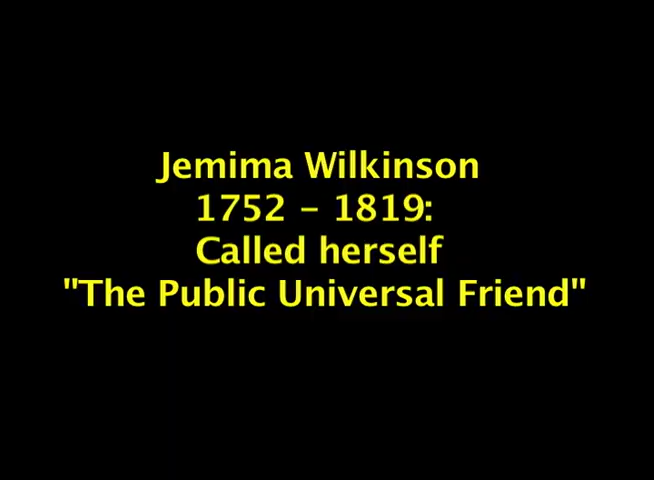 Jemima Wilkinson
1752 – 1819:
Called herself
"The Public Universal Friend"